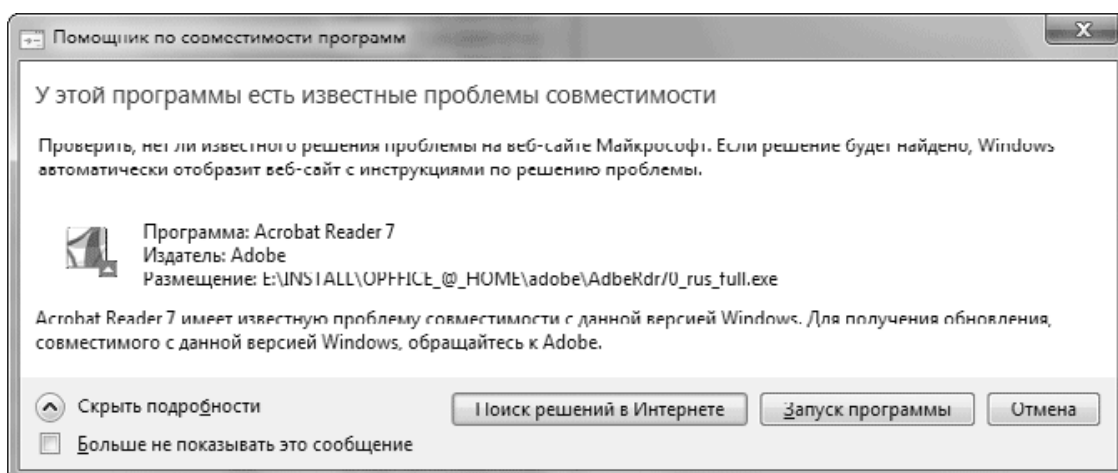 Помощник по совместимости программ
У этой программы есть известные проблемы совместимости
Проверить, нет ли известного решения проблемы на веб-сайте Майкрософт. Если решение будет найдено, Windows
автоматически отобразит веб-сайт с инструкциями по решению проблемы.
Программа: Acrobat Reader 7
Издатель: Adobe
Размещение: E:\INSTALL\OPFFICE_@_HOME\adobe\AdbeRdr70_rus_full.exe
Acrobat Reader 7 имеет известную проблему совместимости с данной версией Windows. Для получения обновления,
совместимого с данной версией Windows, обращайтесь к Adobe.
Скрыть подробности
Поиск решений в Интернете
Запуск программы
Отмена
Больше не показывать это сообщение